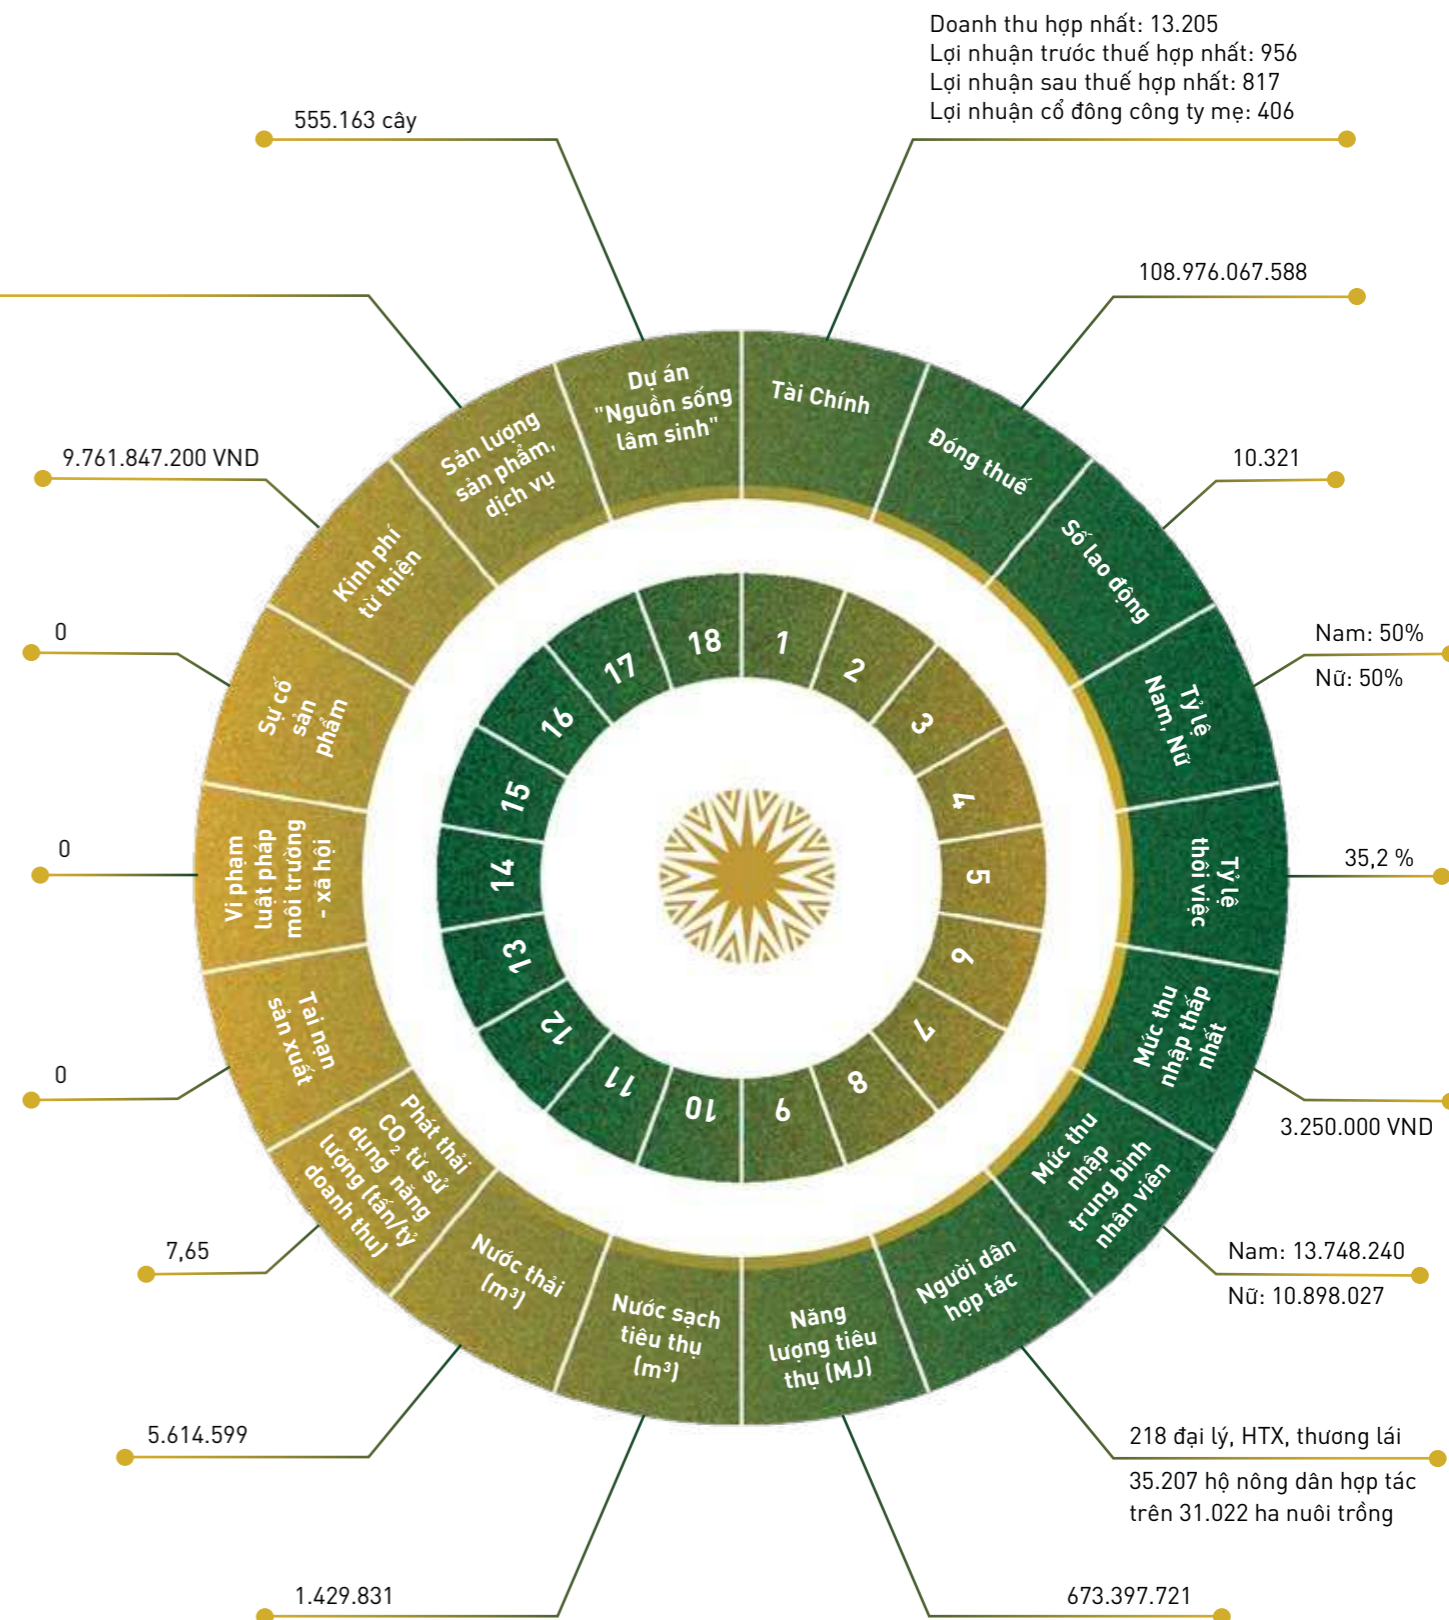 Doanh thu hợp nhất: 13.205
Lợi nhuận trước thuế hợp nhất: 956
Lợi nhuận sau thuế hợp nhất: 817
Lợi nhuận cổ đông công ty mẹ: 406
555.163 cây
108.976.067.588
9.761.847.200 VND
10.321
0
Nam: 50%
Nữ: 50%
0
35,2 %
0
3.250.000 VND
7,65
Nam: 13.748.240
Nữ: 10.898.027
5.614.599
218 đại lý, HTX, thương lái
35.207 hộ nông dân hợp tác
trên 31.022 ha nuôi trồng
1.429.831
673.397.721
Tài Chính
Đóng thuế
Số lao động
Tỷ lệ
Nam, Nữ
Tỷ lệ
thôi việc
Mức thu
nhập thấp
nhất
Mức thu
nhập
trung bình
nhân viên
Người dân
hợp tác
Năng
lượng tiêu
thụ (MJ)
Nước sạch
tiêu thụ
(m³)
Nước thải
(m³)
Phát thải
CO₂ từ sử
dụng năng
lượng (tấn/tỷ
doanh thu)
Tai nạn
sản xuất
Vi phạm
luật pháp
môi trường
- xã hội
Sự cố
sản
phẩm
Kinh phí
từ thiện
Sản lượng
sản phẩm,
dịch vụ
Dự án
"Nguồn sống
lâm sinh"
1
2
3
4
5
6
7
8
9
10
11
12
13
14
15
16
17
18